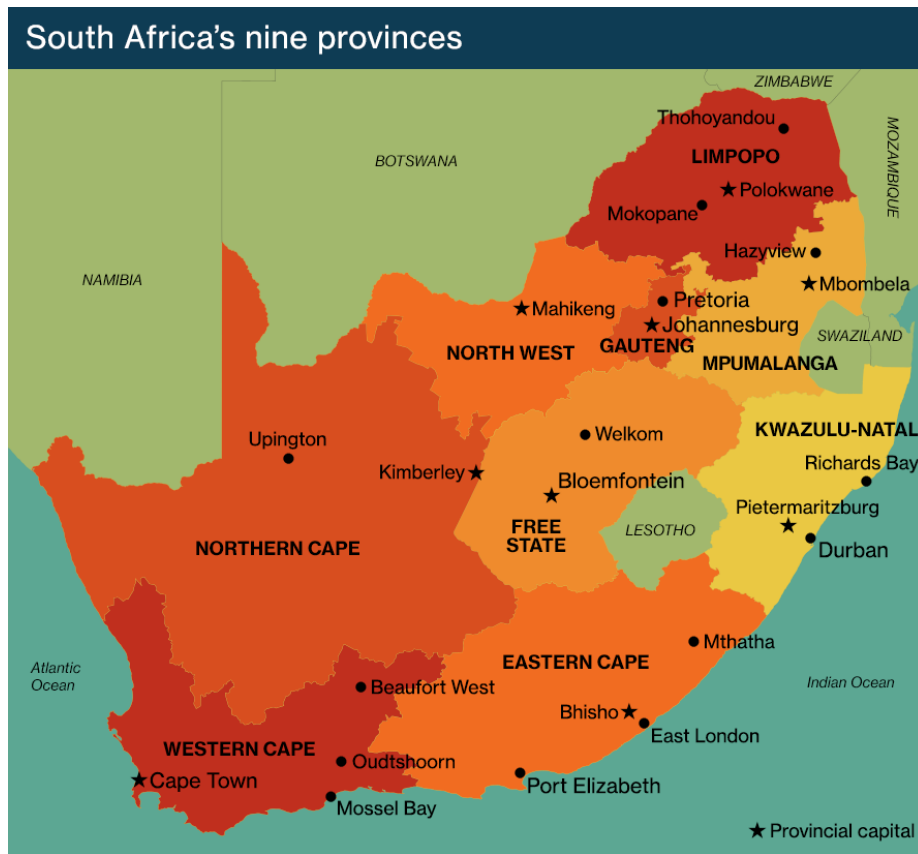 South Africa's nine provinces
ZIMBABWE
Thohoyandou
MOZAMBIQUE
BOTSWANA
LIMPOPO
Polokwane
Mokopane
Hazyview
NAMIBIA
Mbombela
Pretoria
Mahikeng
Johannesburg
SWAZILAND
GAUTENG
NORTH WEST
MPUMALANGA
KWAZULU-NATAL
Upington
Welkom
Richards Bay
Kimberley
Bloemfontein
Pietermaritzburg
FREE
STATE
LESOTHO
NORTHERN CAPE
Durban
Mthatha
EASTERN CAPE
Atlantic
Ocean
Indian Ocean
Beaufort West
Bhisho
East London
WESTERN CAPE
Oudtshoorn
Cape Town
Port Elizabeth
Mossel Bay
Provincial capital